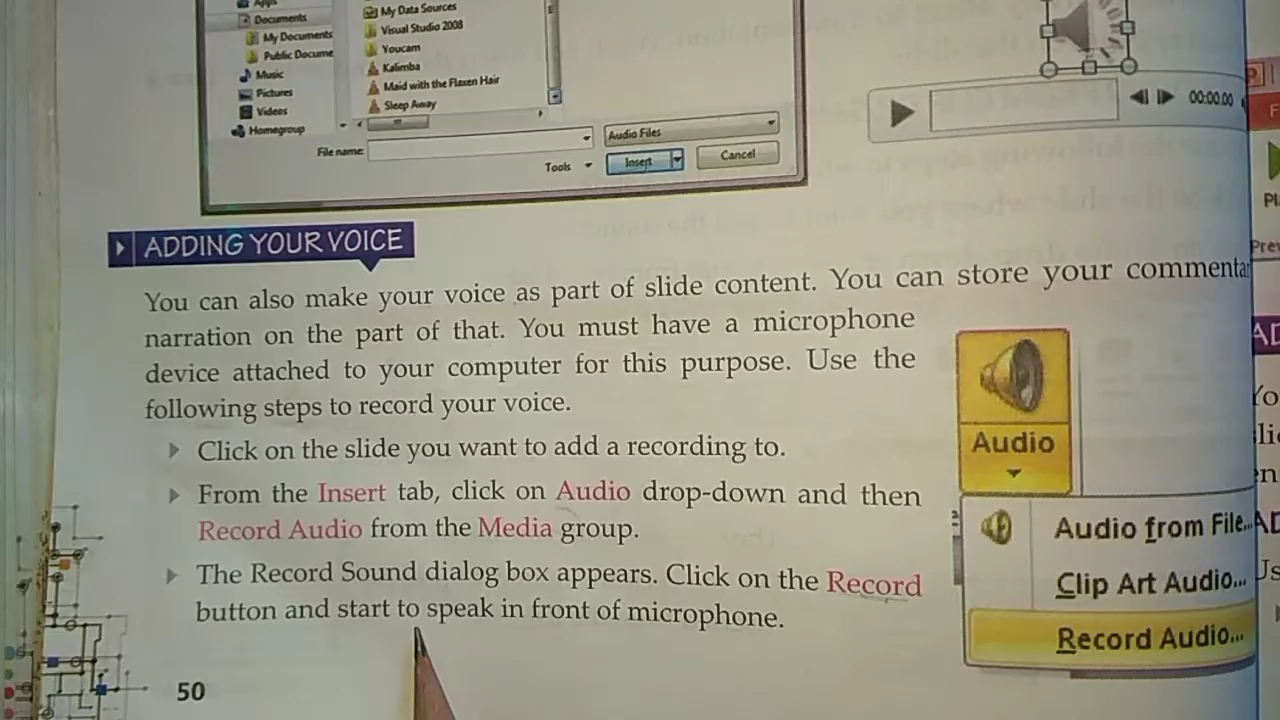 Apps
Documents
My Documents
Public Docume
Music
Pictures
Videos
Homegroup
My Data Sources
Visual Studio 2008
Youcam
Kalimba
Maid with the Flaxen Hair
Sleep Away
File name:
Audio Files
Tools
Insert
Cancel
00:00.00
ADDING YOUR VOICE
You can also make your voice as part of slide content. You can store your commentar
narration on the part of that. You must have a microphone
device attached to your computer for this purpose. Use the
following steps to record your voice.
Click on the slide you want to add a recording to.
From the Insert tab, click on Audio drop-down and then
Record Audio from the Media group.
The Record Sound dialog box appears. Click on the Record
button and start to speak in front of microphone.
Audio
Audio from File...
Clip Art Audio...
Record Audio...
50